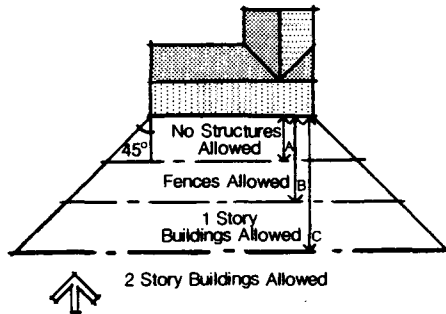 No Structures
Allowed
A
45°
Fences Allowed
B
1 Story
Buildings Allowed
C
2 Story Buildings Allowed